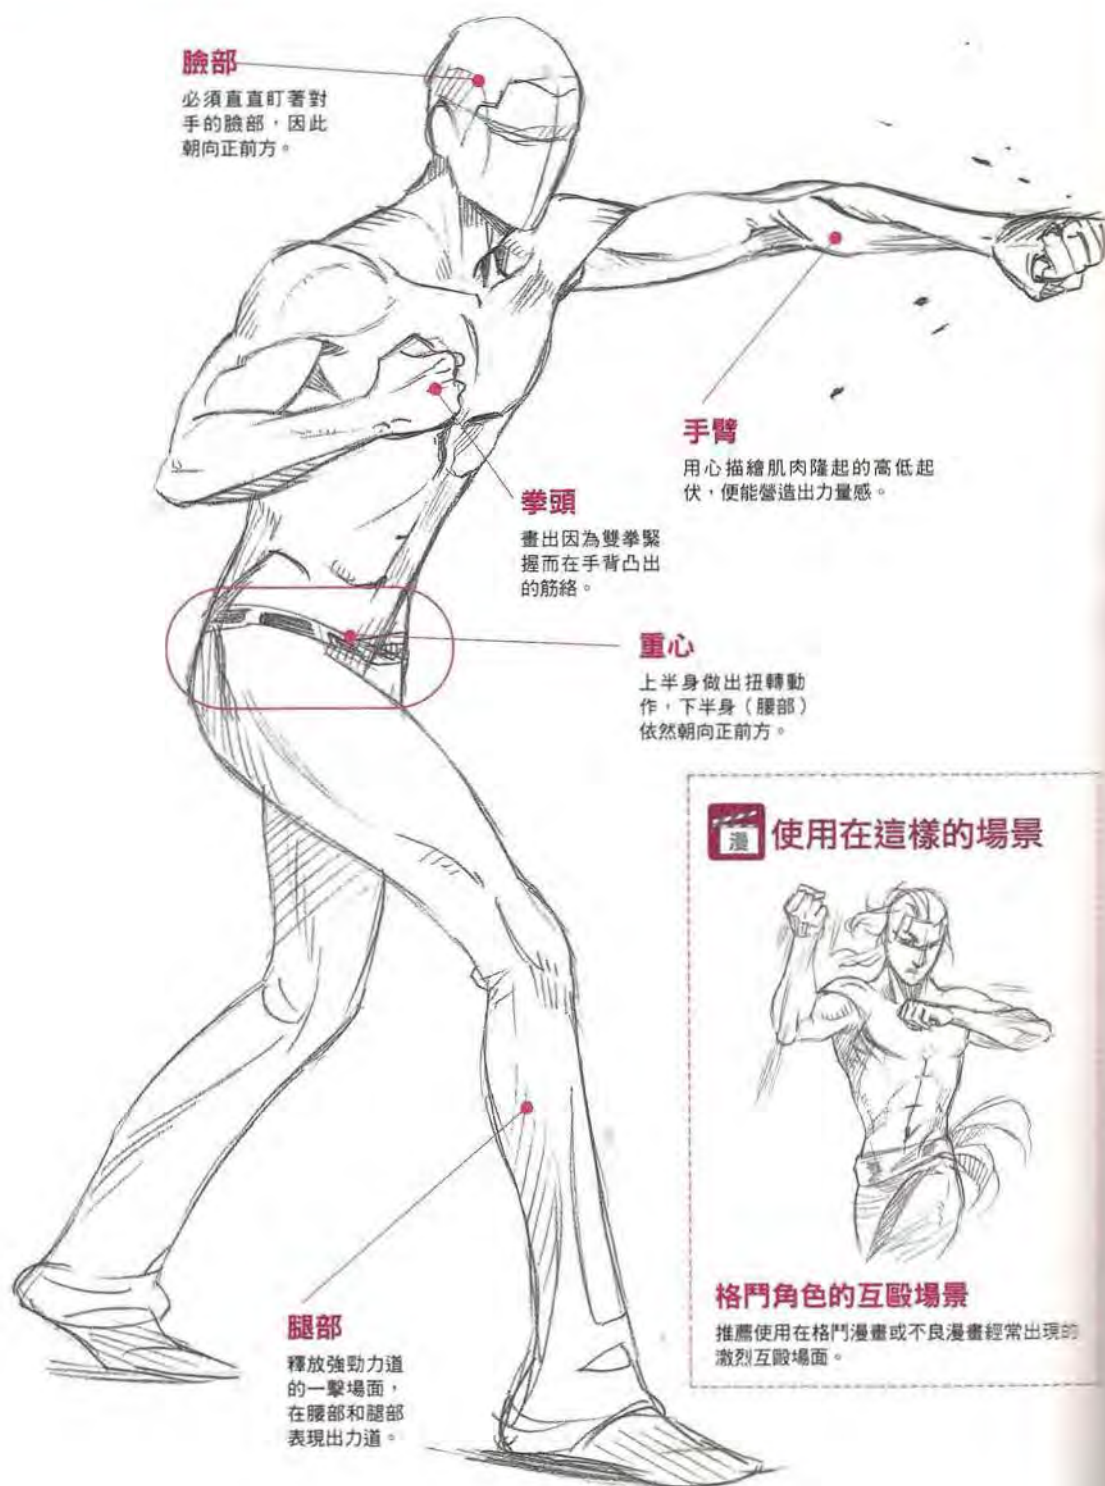 臉部
必須直直盯著對
手的臉部，因此
朝向正前方。
手臂
用心描繪肌肉隆起的高低起
伏，便能營造出力量感。
拳頭
畫出因為雙拳緊
握而在手背凸出
的筋絡。
重心
上半身做出扭轉動
作，下半身（腰部）
依然朝向正前方。
漫 使用在這樣的場景
格鬥角色的互毆場景
推薦使用在格鬥漫畫或不良漫畫經常出現的
激烈互毆場面。
腿部
釋放強勁力道
的一擊場面，
在腰部和腿部
表現出力道。